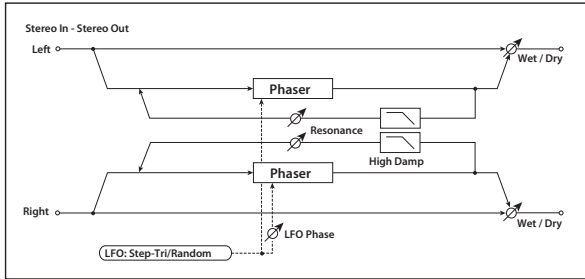 Stereo In - Stereo Out
Left
Wet / Dry
Phaser
Resonance
High Damp
Phaser
Right
Wet / Dry
LFO Phase
LFO: Step-Tri/Random